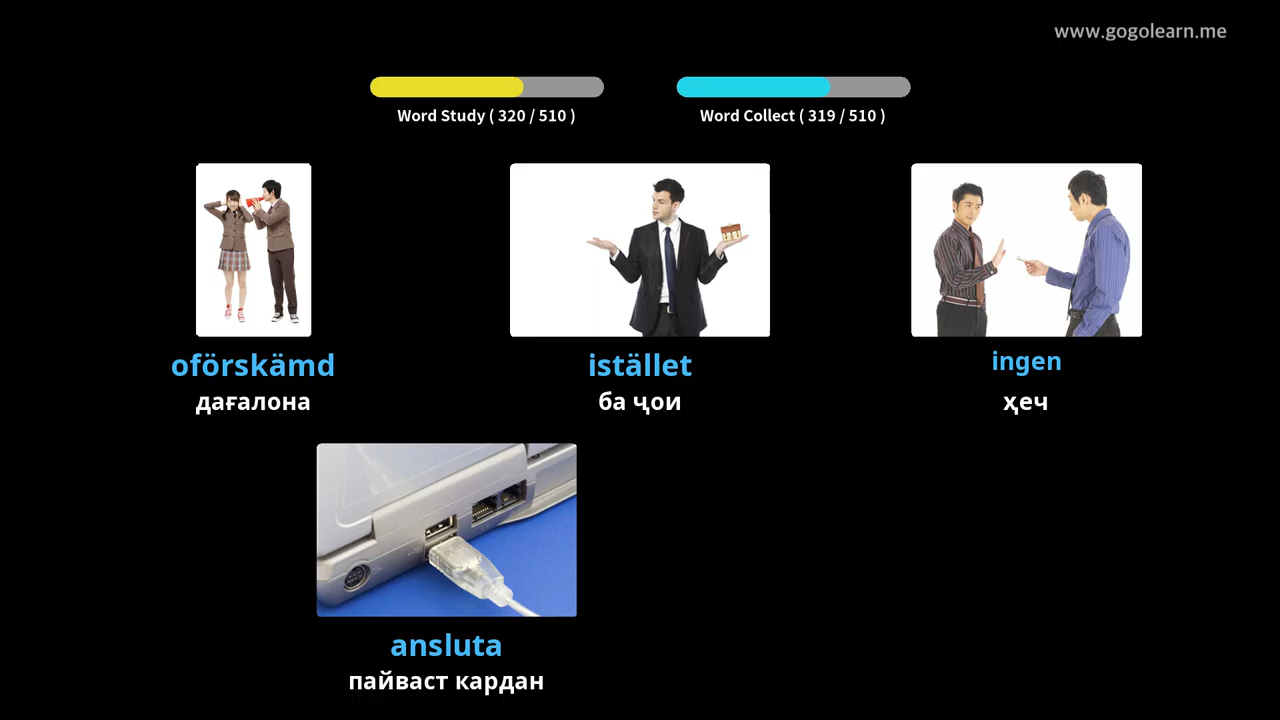 www.gogolearn.me
Word Study ( 320 / 510 )
Word Collect ( 319 / 510 )
oförskämd
дағалона
istället
ба ҷои
ingen
ҳеч
ansluta
пайваст кардан